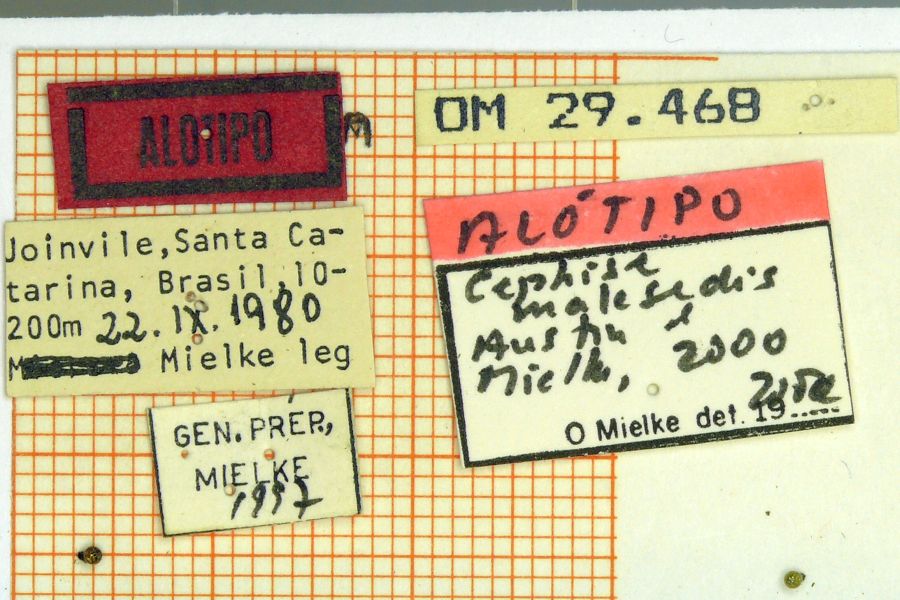 ALOTIPO
OM 29.468
Joinvile, Santa Ca-
tarina, Brasil, 10-
200m 22.IX.1980
Mielke leg
GEN. PREP,
MIELKE
1997
ALÓTIPO
Cephise
malesedis
Austin &
Mielke, 2000
O Mielke det. 19